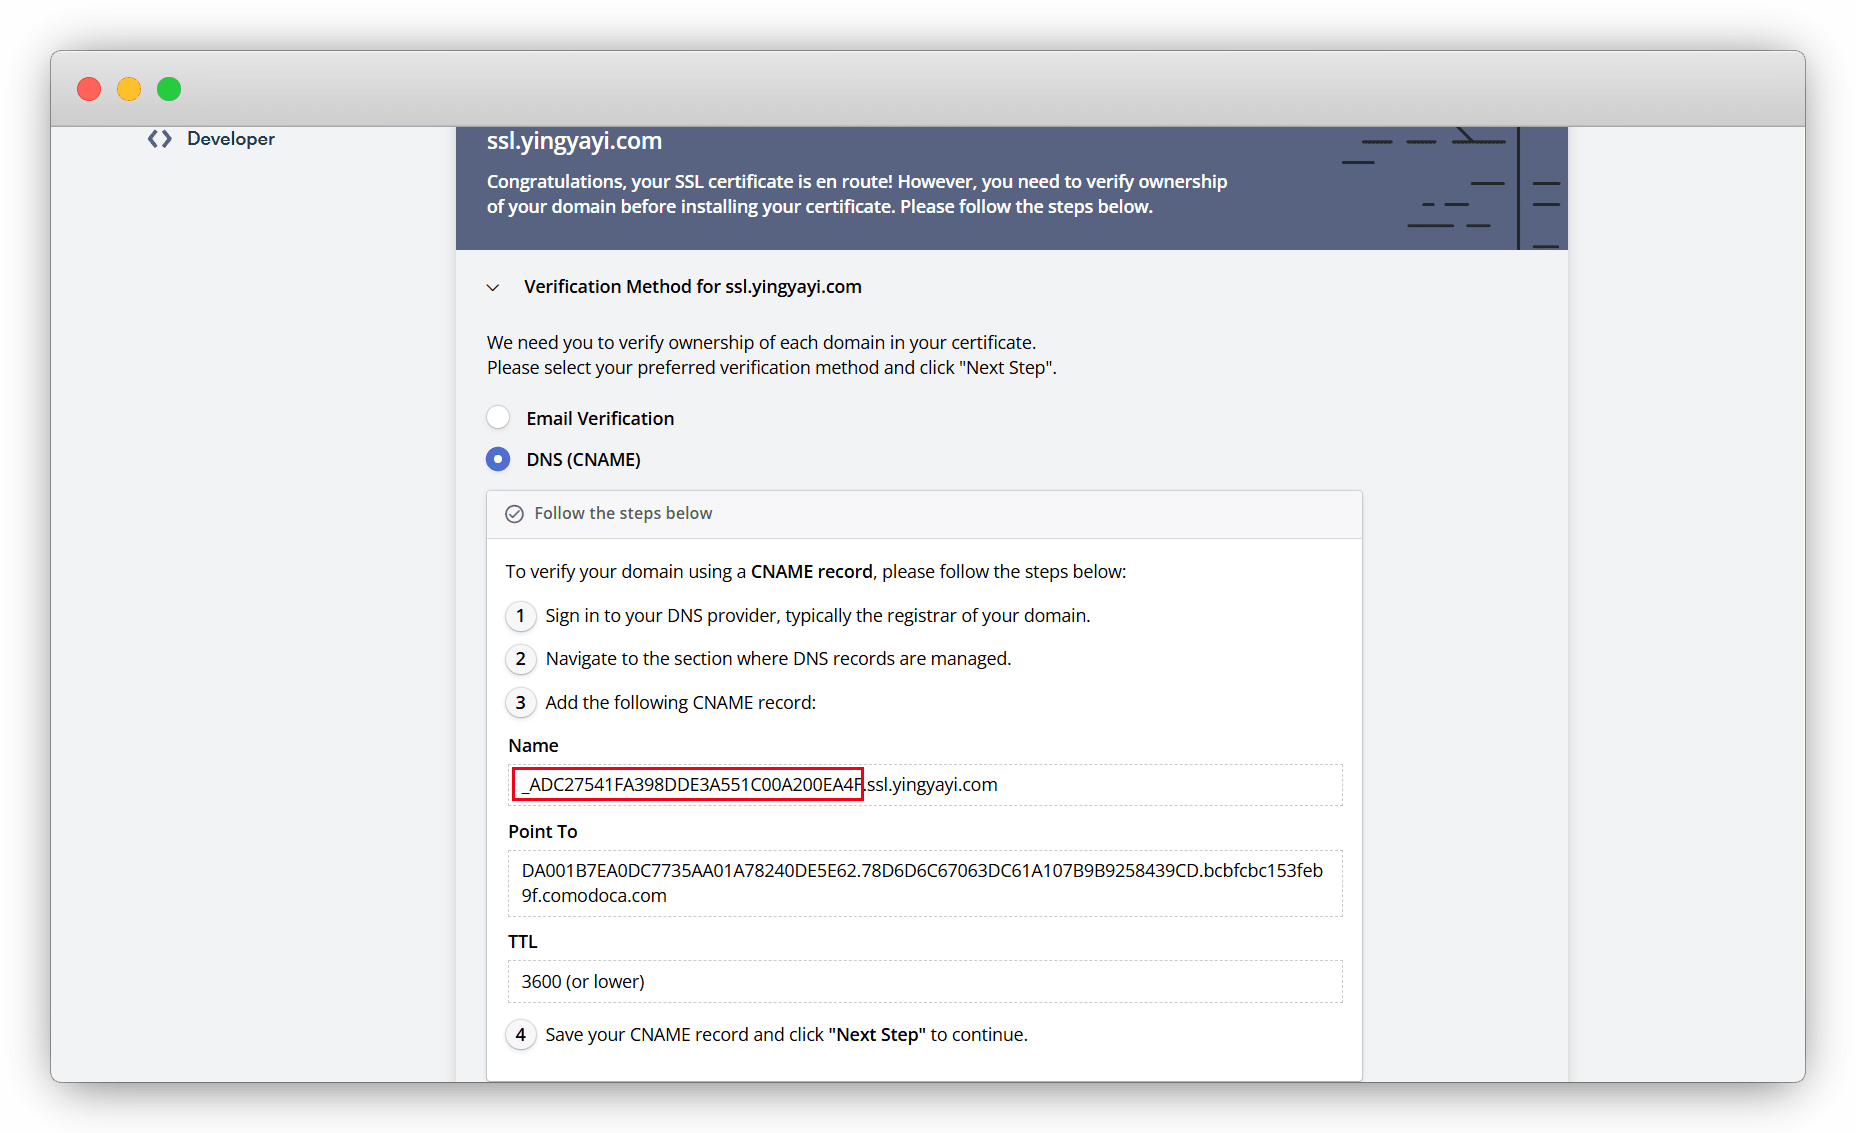 Developer
ssl.yingyayi.com
Congratulations, your SSL certificate is en route! However, you need to verify ownership
of your domain before installing your certificate. Please follow the steps below.
Verification Method for ssl.yingyayi.com
We need you to verify ownership of each domain in your certificate.
Please select your preferred verification method and click "Next Step".
Email Verification
DNS (CNAME)
Follow the steps below
To verify your domain using a CNAME record, please follow the steps below:
1 Sign in to your DNS provider, typically the registrar of your domain.
2 Navigate to the section where DNS records are managed.
3 Add the following CNAME record:
Name
_ADC27541FA398DDE3A551C00A200EA4F.ssl.yingyayi.com
Point To
DA001B7EA0DC7735AA01A78240DE5E62.78D6D6C67063DC61A107B9B9258439CD.bcbfcbc153feb
9f.comodoca.com
TTL
3600 (or lower)
4 Save your CNAME record and click "Next Step" to continue.